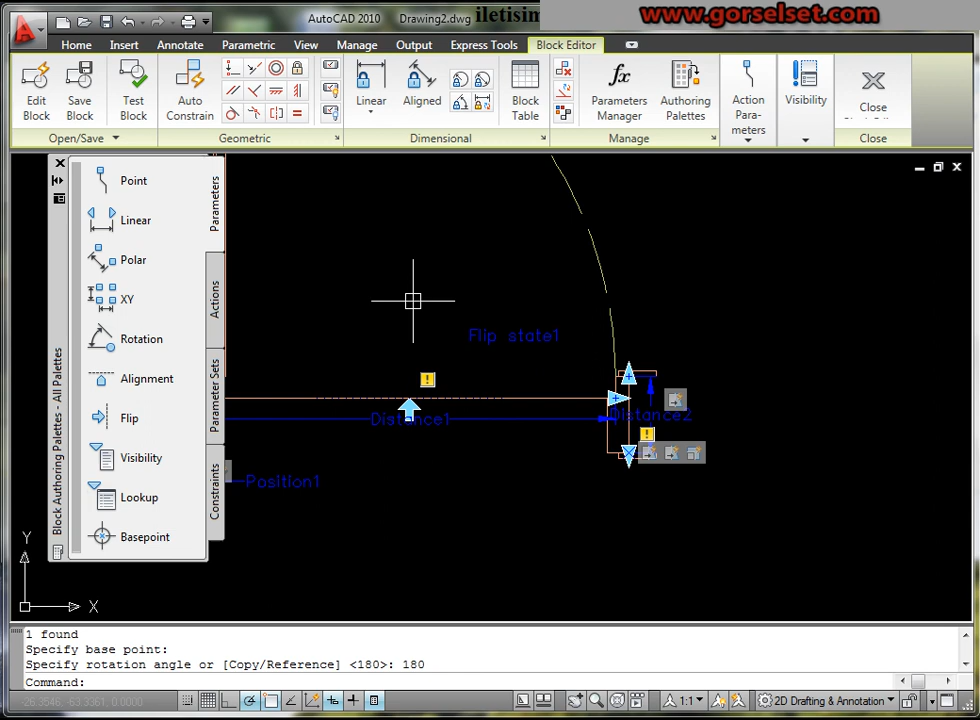 AutoCAD 2010 Drawing2.dwg iletisim
www.gorselset.com
Home Insert Annotate Parametric View Manage Output Express Tools Block Editor
Edit Block
Save Block
Test Block
Auto Constrain
Linear
Aligned
Block Table
Parameters Manager
Authoring Palettes
Action Para- meters
Visibility
Close
Open/Save Geometric Dimensional Manage Close
Point
Linear
Polar
XY
Rotation
Alignment
Flip
Visibility
Lookup
Basepoint
Parameters
Actions
Parameter Sets
Constraints
Block Authoring Palettes - All Palettes
Flip state1
Distance1
Distance2
Position1
Y
X
1 found
Specify base point:
Specify rotation angle or [Copy/Reference] <180>: 180
Command:
1:1
2D Drafting & Annotation